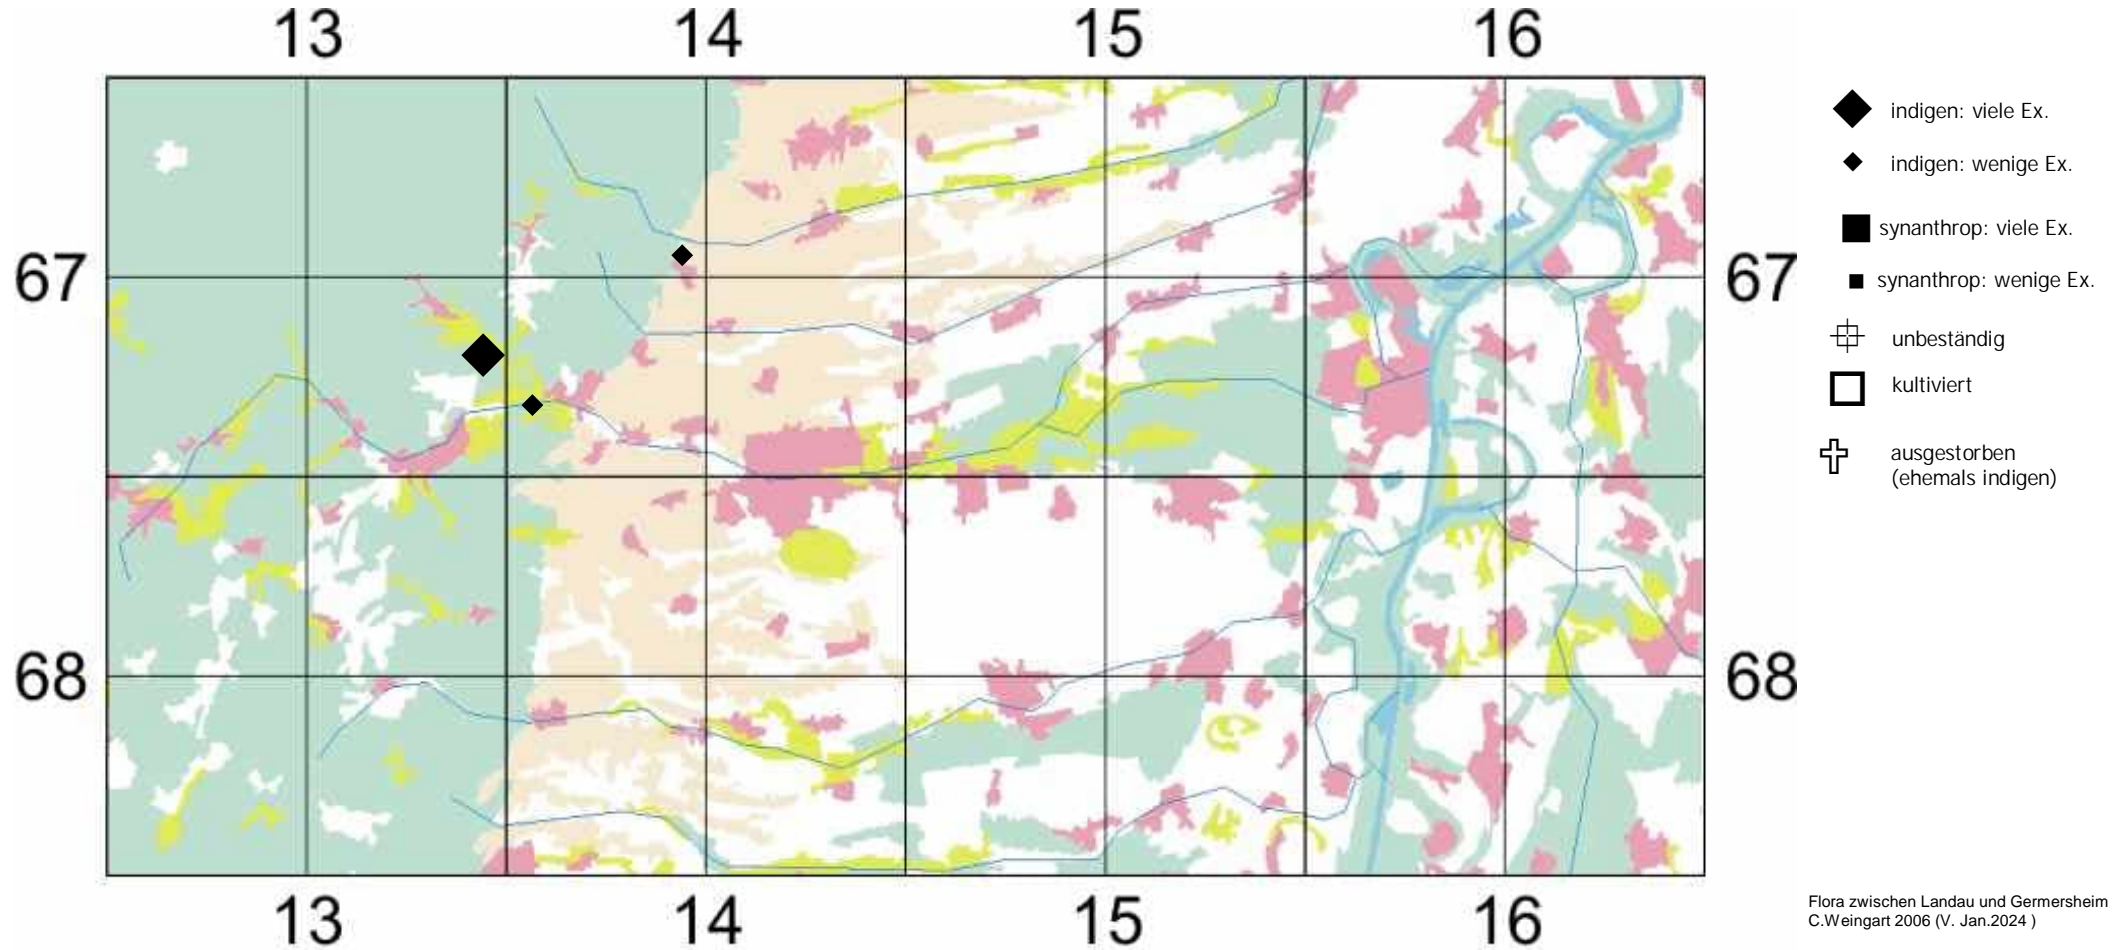 13 14 15 16
67 67
68 68
13 14 15 16
indigen: viele Ex.
indigen: wenige Ex.
synanthrop: viele Ex.
synanthrop: wenige Ex.
unbeständig
kultiviert
ausgestorben
(ehemals indigen)
Flora zwischen Landau und Germersheim
C.Weingart 2006 (V. Jan.2024 )